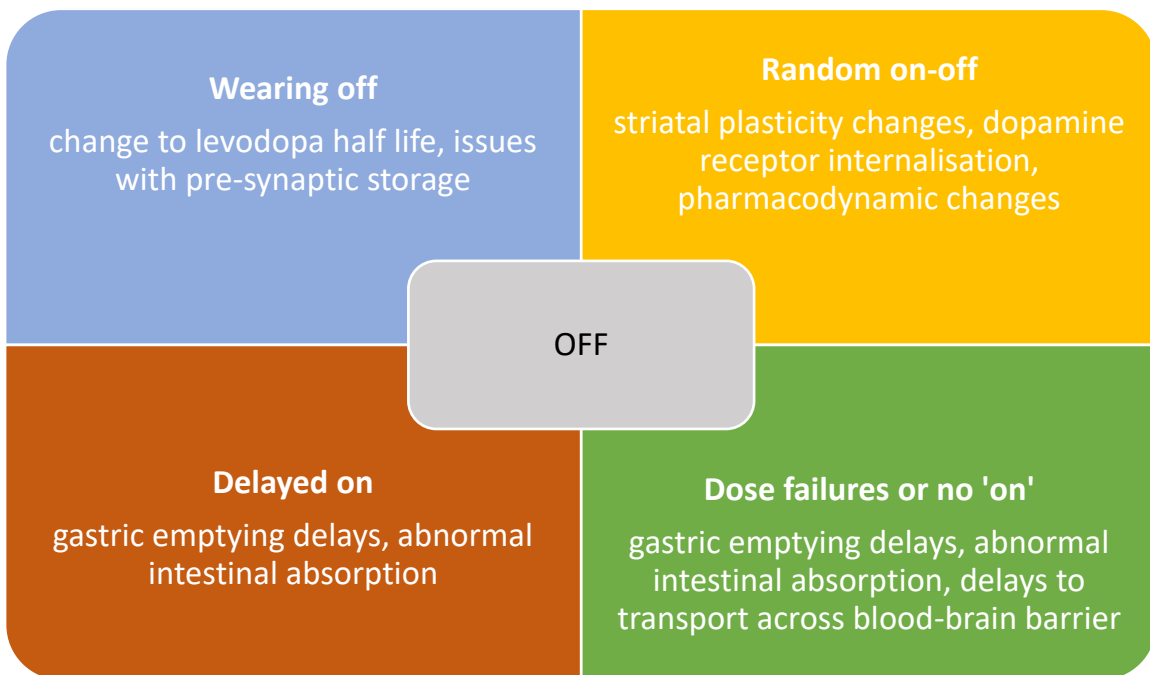 Wearing off
change to levodopa half life, issues
with pre-synaptic storage
Random on-off
striatal plasticity changes, dopamine
receptor internalisation,
pharmacodynamic changes
OFF
Delayed on
gastric emptying delays, abnormal
intestinal absorption
Dose failures or no 'on'
gastric emptying delays, abnormal
intestinal absorption, delays to
transport across blood-brain barrier